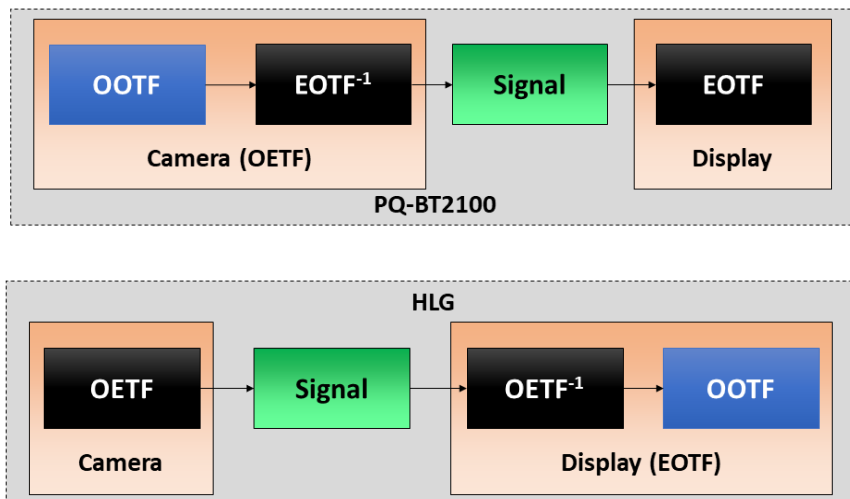 OOTF
EOTF⁻¹
Signal
EOTF
Camera (OETF)
Display
PQ-BT2100
HLG
OETF
Signal
OETF⁻¹
OOTF
Camera
Display (EOTF)